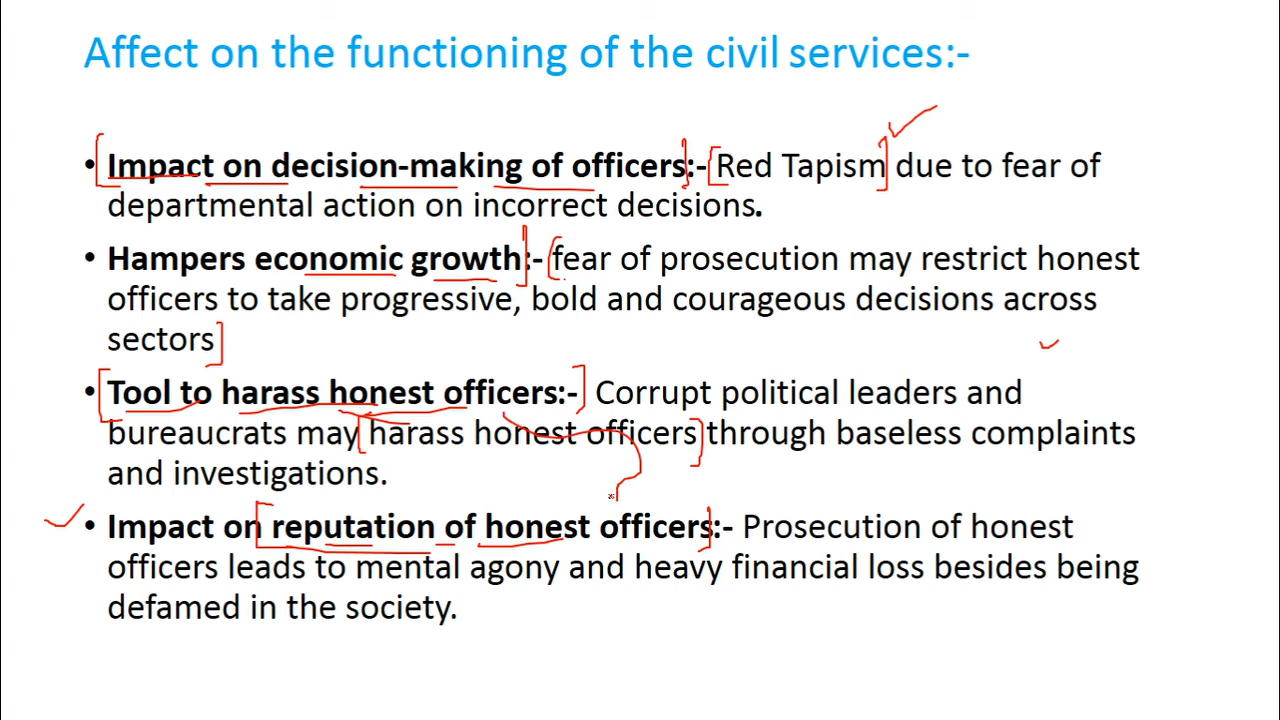 Affect on the functioning of the civil services:-
• Impact on decision-making of officers:- Red Tapism due to fear of
departmental action on incorrect decisions.
• Hampers economic growth:- fear of prosecution may restrict honest
officers to take progressive, bold and courageous decisions across
sectors
• Tool to harass honest officers:- Corrupt political leaders and
bureaucrats may harass honest officers through baseless complaints
and investigations.
• Impact on reputation of honest officers:- Prosecution of honest
officers leads to mental agony and heavy financial loss besides being
defamed in the society.